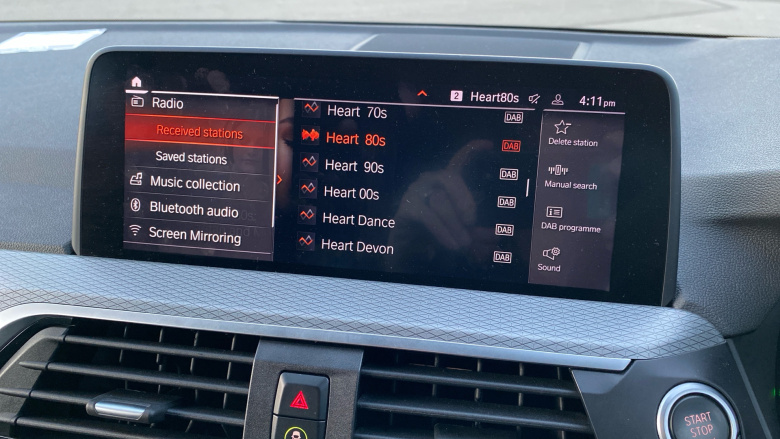 2 Heart80s 4:11pm
Radio
Received stations
Saved stations
Music collection
Bluetooth audio
Screen Mirroring
Heart 70s DAB
Heart 80s DAB
Heart 90s DAB
Heart 00s DAB
Heart Dance DAB
Heart Devon DAB
Delete station
Manual search
DAB programme
Sound
START
STOP